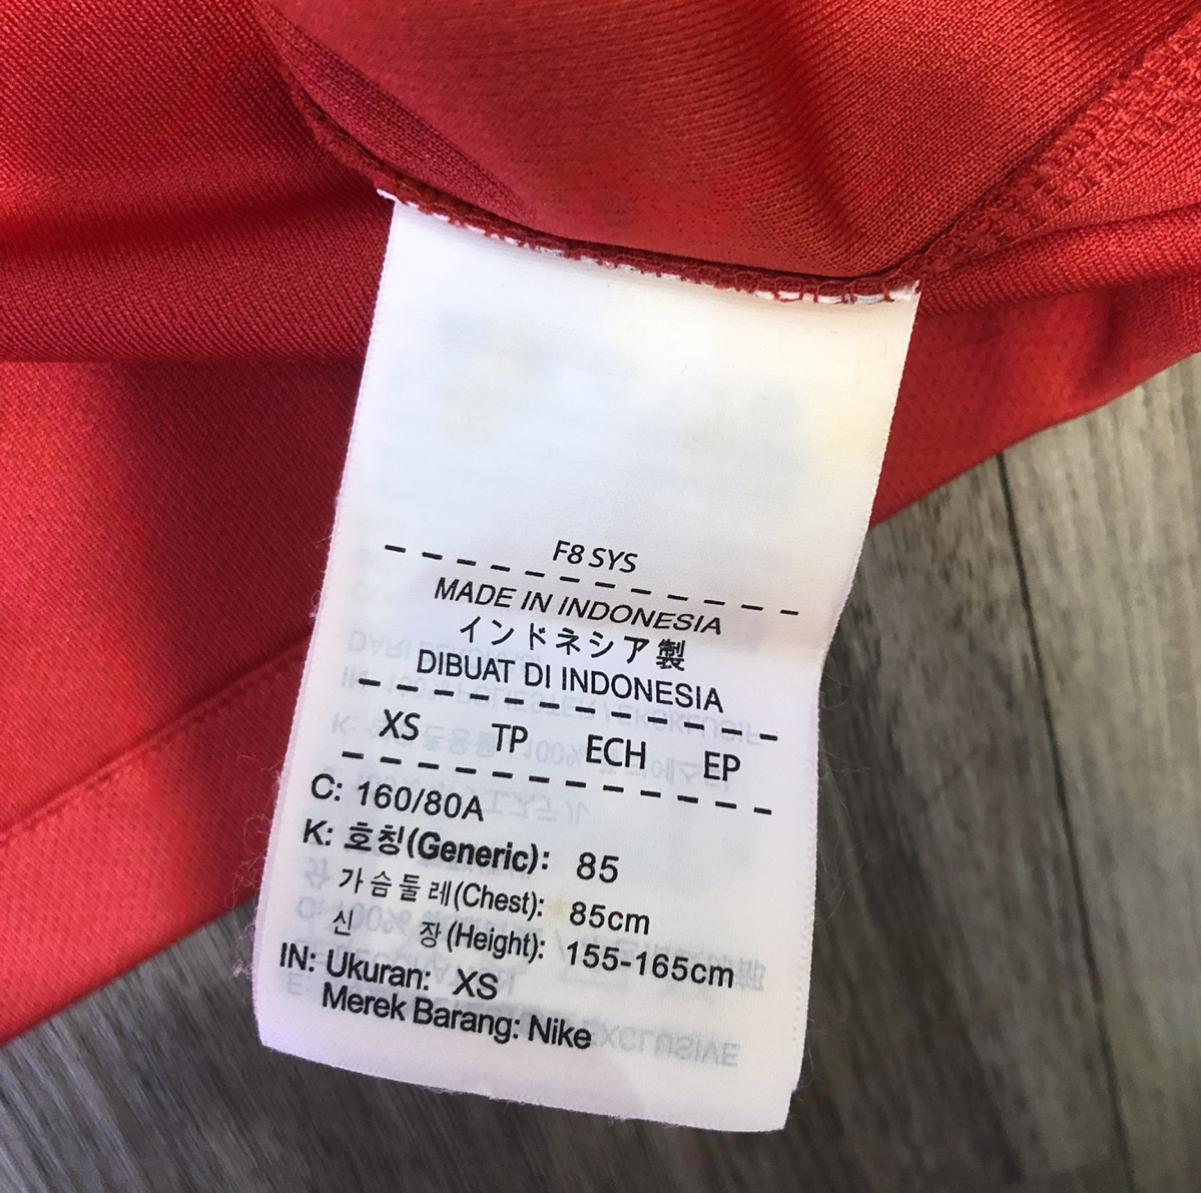 F8 SYS
MADE IN INDONESIA
インドネシア製
DIBUAT DI INDONESIA
XS TP ECH EP
C: 160/80A
K: 호칭(Generic): 85
가슴둘레(Chest): 85cm
신 장(Height): 155-165cm
IN: Ukuran: XS
Merek Barang: Nike